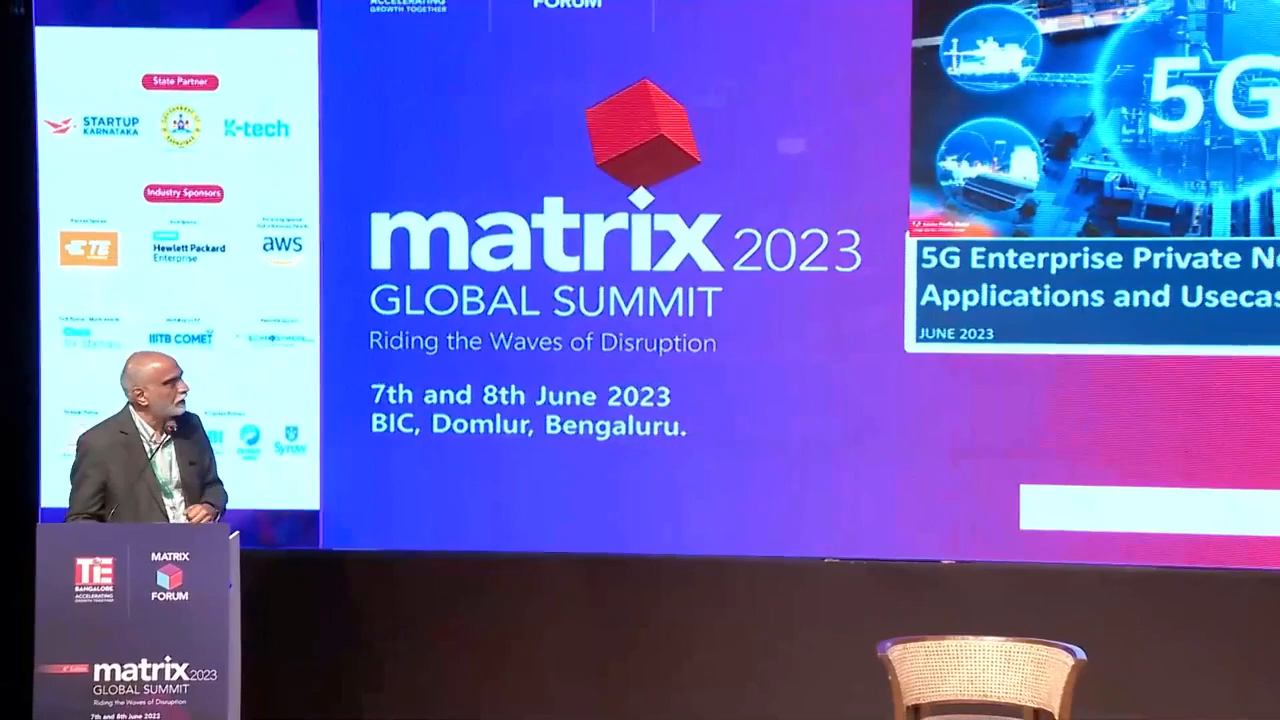 ACCELERATING
GROWTH TOGETHER
FORUM
State Partner
STARTUP
KARNATAKA
K-tech
Industry Sponsors
TE
Hewlett Packard
Enterprise
aws
IIITB COMET
matrix 2023
GLOBAL SUMMIT
Riding the Waves of Disruption
7th and 8th June 2023
BIC, Domlur, Bengaluru.
5G
5G Enterprise Private N
Applications and Useca
JUNE 2023
TiE
BANGALORE
ACCELERATING
GROWTH TOGETHER
MATRIX
FORUM
matrix 2023
GLOBAL SUMMIT
Riding the Waves of Disruption
7th and 8th June 2023